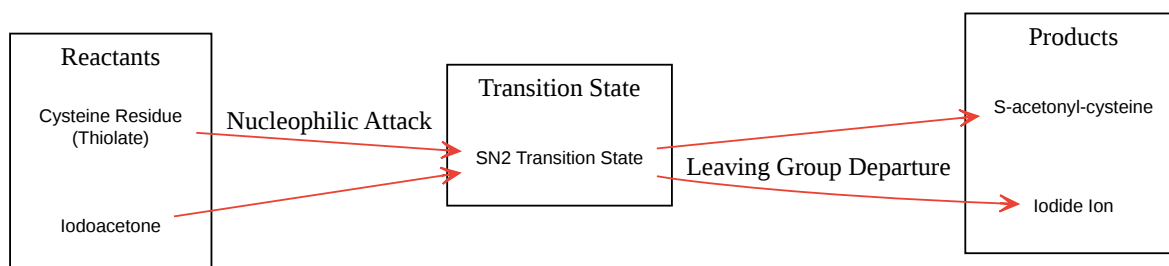 Reactants
Cysteine Residue
(Thiolate)
Iodoacetone
Nucleophilic Attack
Transition State
SN2 Transition State
Leaving Group Departure
Products
S-acetonyl-cysteine
Iodide Ion